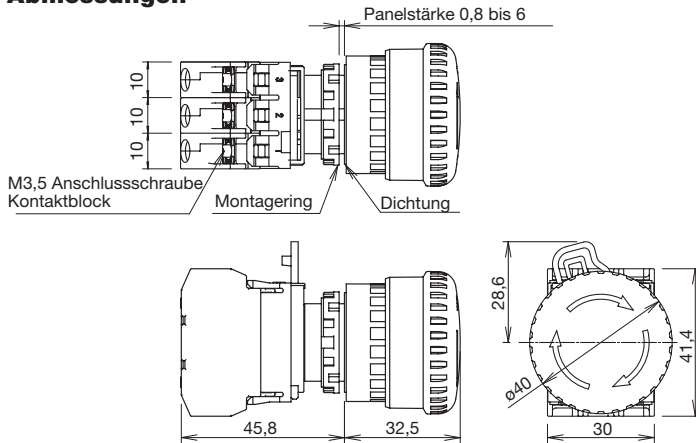 Panelstärke 0,8 bis 6
10
10
10
3
2
1
M3,5 Anschlussschraube
Kontaktblock
Montagering
Dichtung
28,6
41,4
ø40
45,8
32,5
30